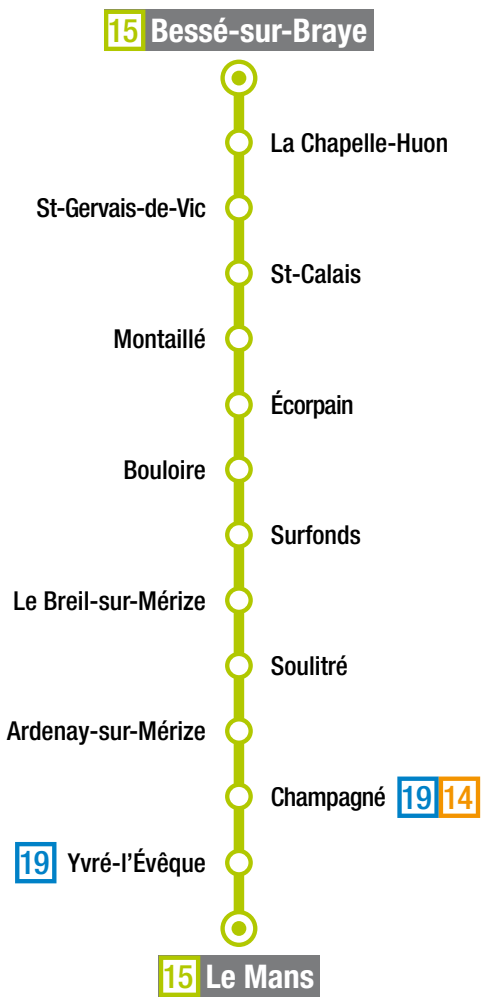 15 Bessé-sur-Braye
La Chapelle-Huon
St-Gervais-de-Vic
St-Calais
Montaillé
Écorpain
Bouloire
Surfonds
Le Breil-sur-Mérize
Soulitré
Ardenay-sur-Mérize
Champagné 19 14
19 Yvré-l'Évêque
15 Le Mans